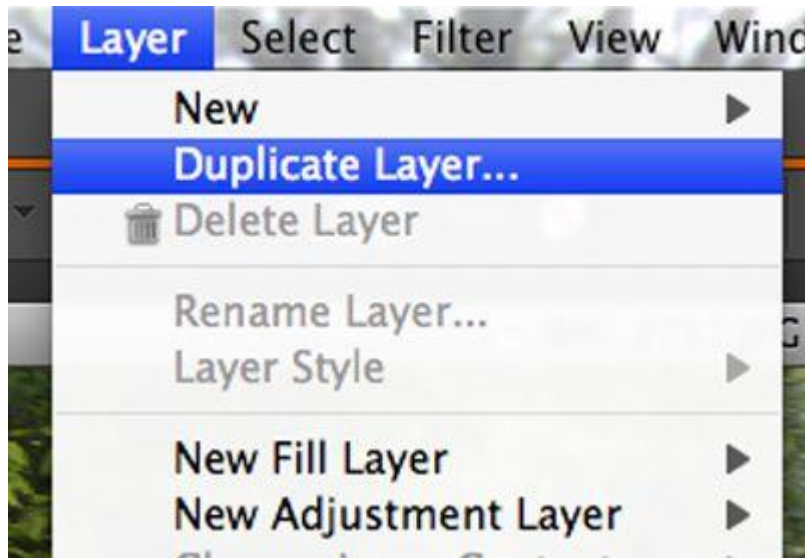 e Layer Select Filter View Wind
New
Duplicate Layer...
Delete Layer
G
Rename Layer...
Layer Style
New Fill Layer
New Adjustment Layer